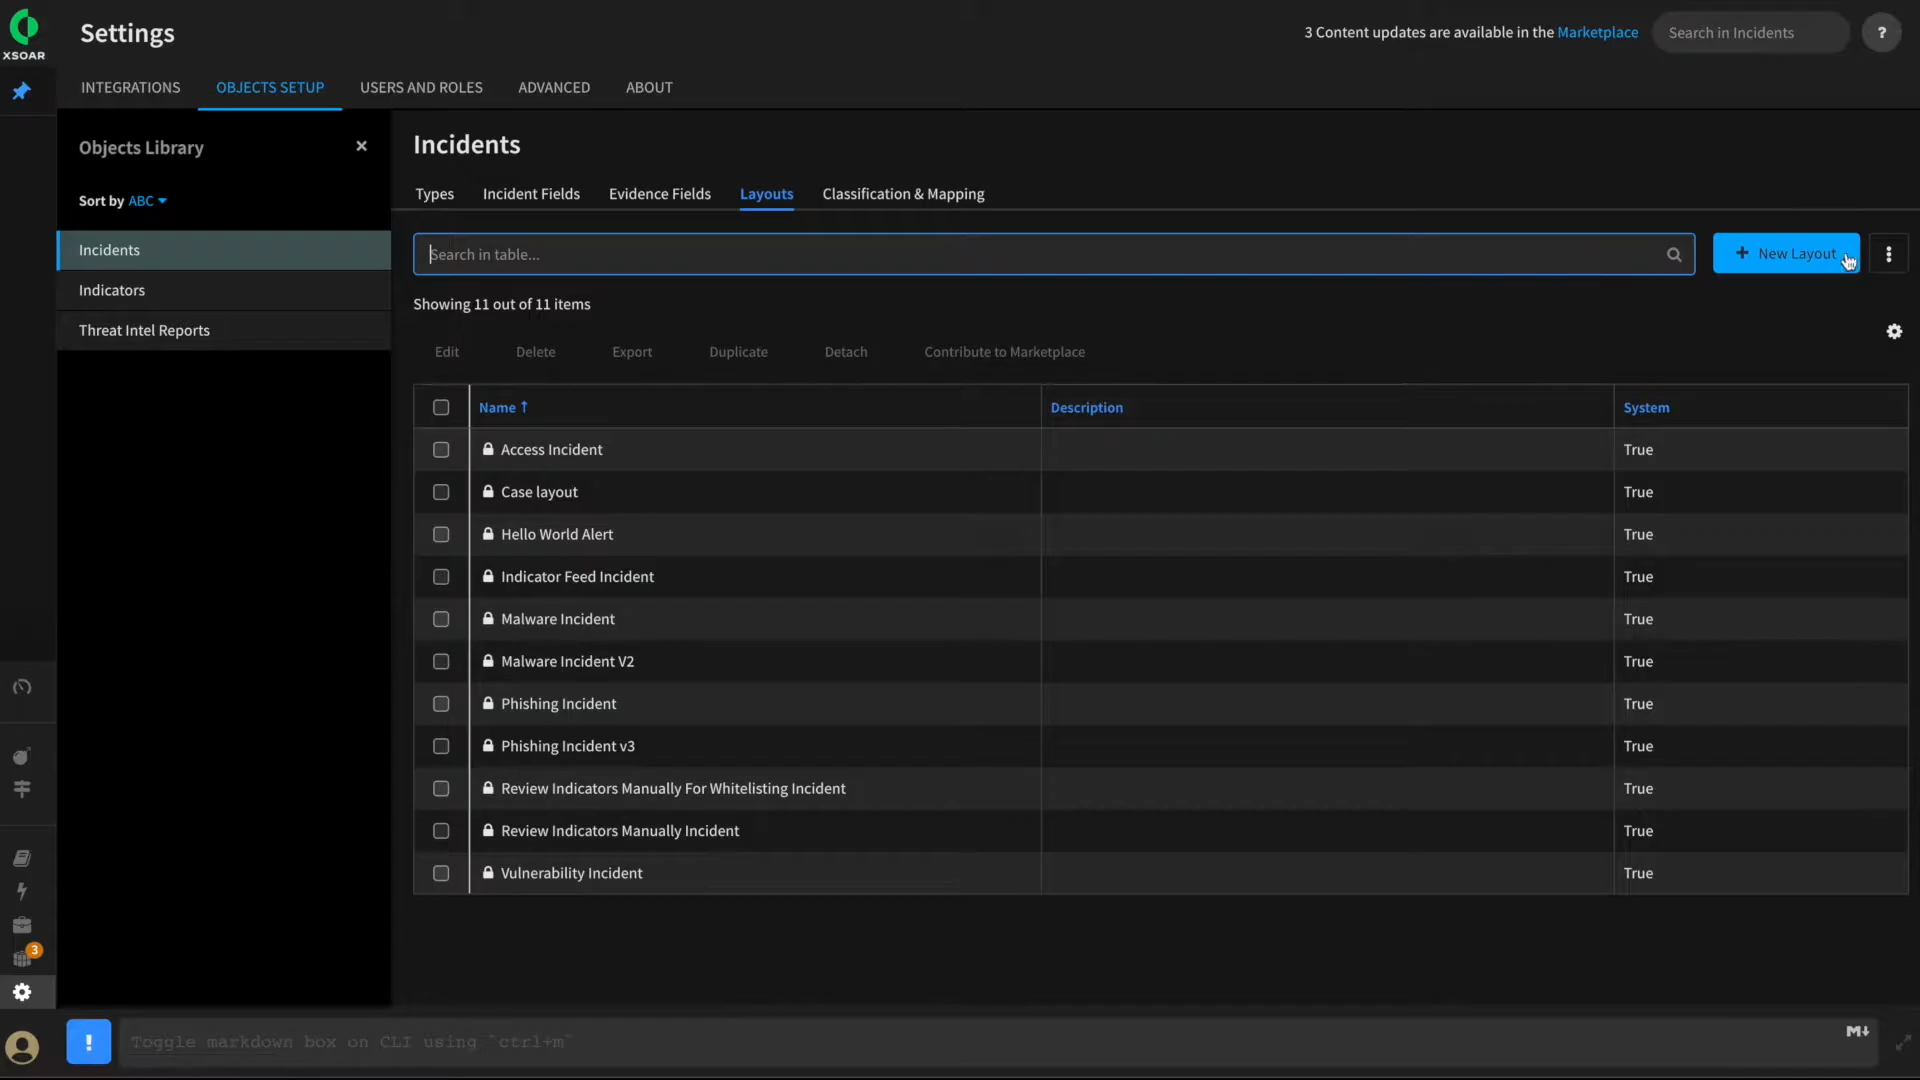 XSOAR
Settings
3 Content updates are available in the Marketplace
Search in Incidents
?
INTEGRATIONS
OBJECTS SETUP
USERS AND ROLES
ADVANCED
ABOUT
Objects Library
×
Sort by ABC
Incidents
Indicators
Threat Intel Reports
Incidents
Types
Incident Fields
Evidence Fields
Layouts
Classification & Mapping
Search in table...
+ New Layout
Showing 11 out of 11 items
Edit
Delete
Export
Duplicate
Detach
Contribute to Marketplace
Name ↑
Description
System
Access Incident
True
Case layout
True
Hello World Alert
True
Indicator Feed Incident
True
Malware Incident
True
Malware Incident V2
True
Phishing Incident
True
Phishing Incident v3
True
Review Indicators Manually For Whitelisting Incident
True
Review Indicators Manually Incident
True
Vulnerability Incident
True
3
!
Toggle markdown box on CLI using `ctrl+m`
M↓